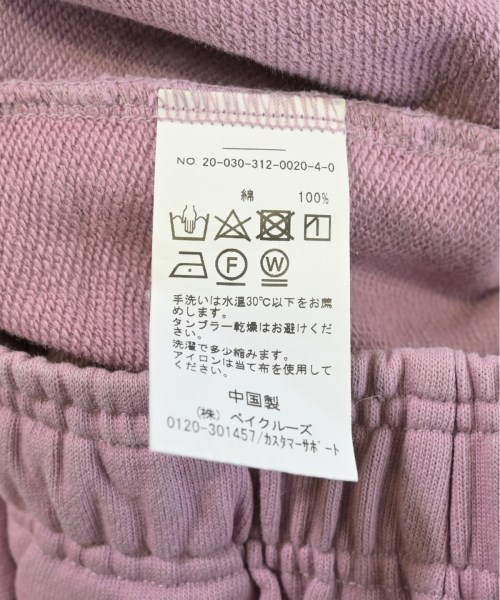 NO. 20-030-312-0020-4-0
綿 100%
F W
手洗いは水温30℃以下をお薦
めします。
タンブラー乾燥はお避けくださ
い。
洗濯で多少縮みます。
アイロンは当て布を使用して
ください。
中国製
(株) ベイクルーズ
0120-301457/カスタマーサポート